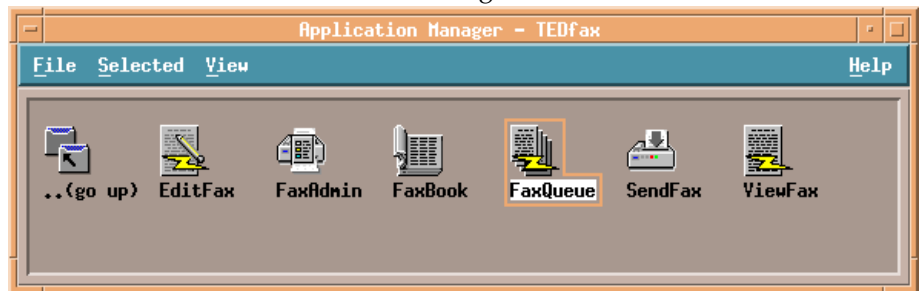 Application Manager - TEDfax
File Selected View Help
..(go up) EditFax FaxAdmin FaxBook FaxQueue SendFax ViewFax